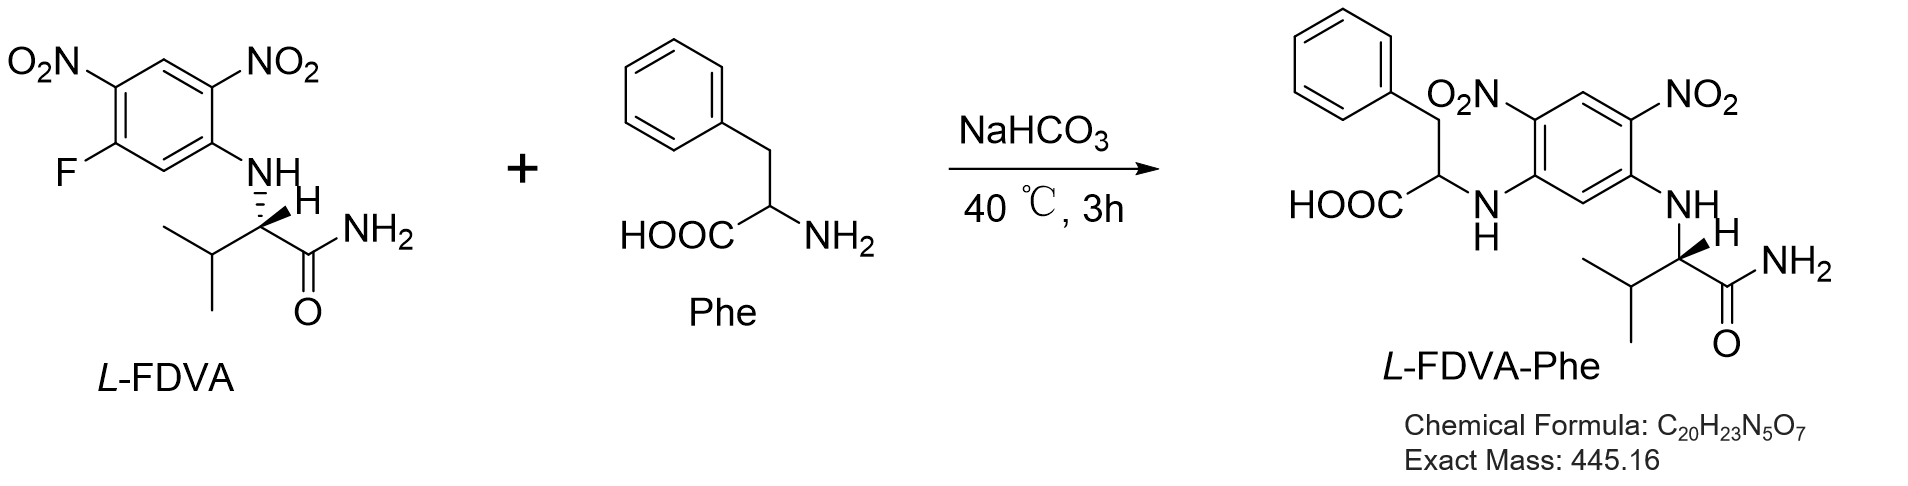 O₂N
NO₂
F
NH
H
NH₂
O
L-FDVA
+
HOOC
NH₂
Phe
NaHCO₃
40 ℃, 3h
O₂N
NO₂
HOOC
N
H
NH
H
NH₂
O
L-FDVA-Phe
Chemical Formula: C₂₀H₂₃N₅O₇
Exact Mass: 445.16